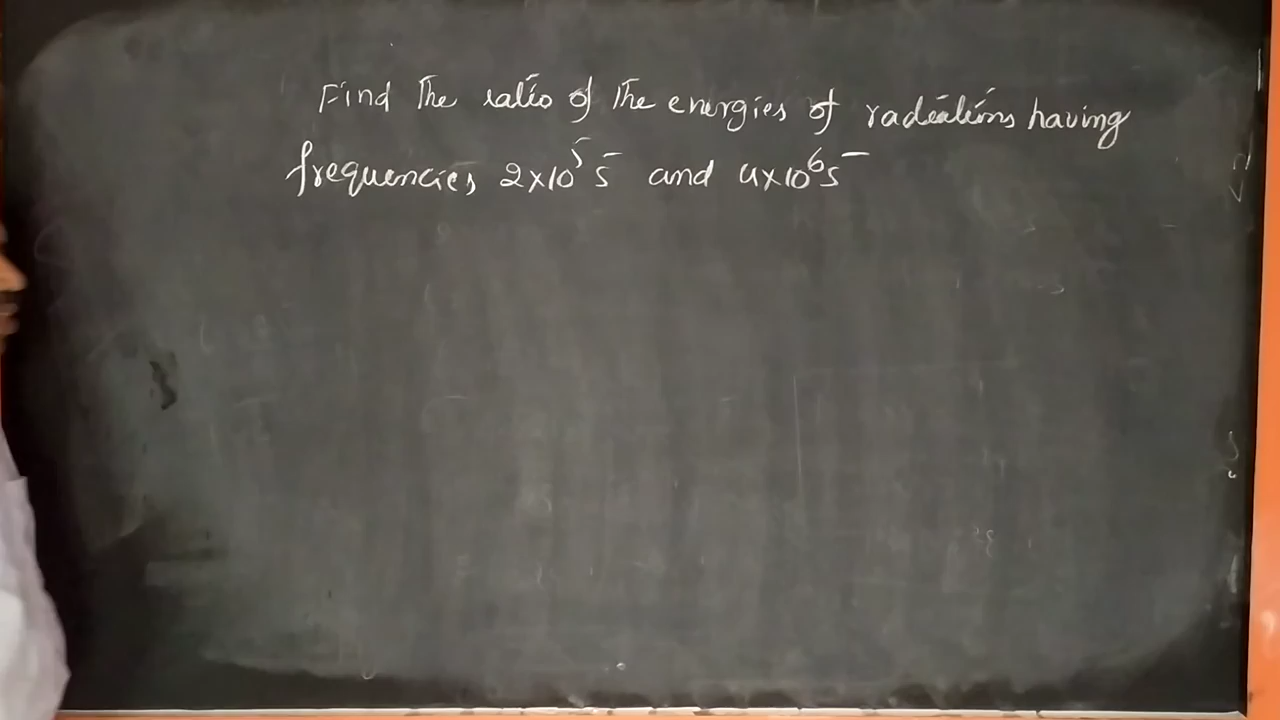 Find The ratio of The energies of radiations having
frequencies 2×10⁵ s⁻ and 4×10⁶ s⁻